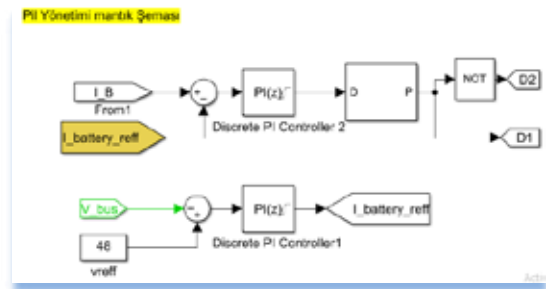 Pil Yönetimi mantık Şeması
I_B
From1
I_battery_reff
PI(z)
Discrete PI Controller 2
D
P
NOT
D2
D1
V_bus
48
vreff
PI(z)
Discrete PI Controller1
I_battery_reff